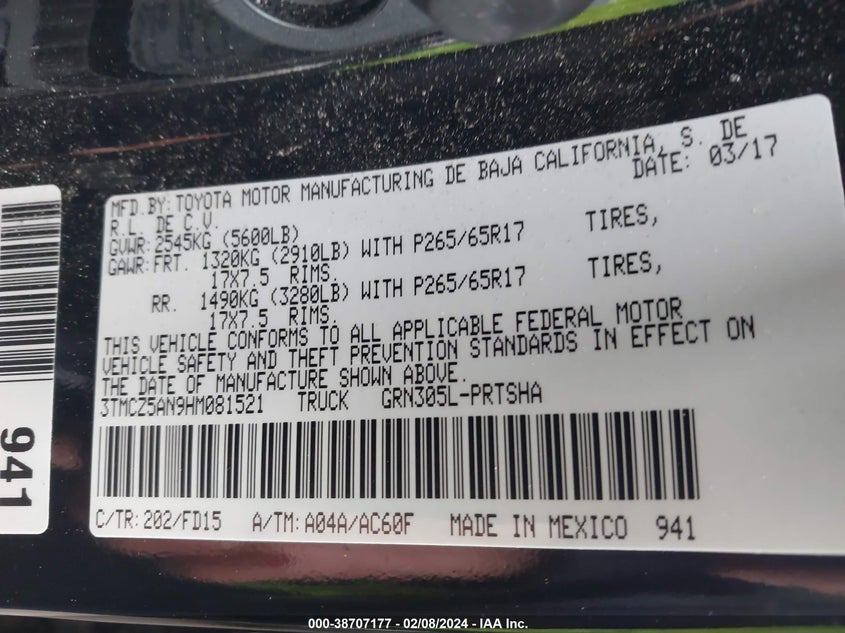 MFD.BY:TOYOTA MOTOR MANUFACTURING DE BAJA CALIFORNIA, S. DE
R.L. DE C.V. DATE: 03/17
GVWR:2545KG (5600LB)
GAWR:FRT. 1320KG (2910LB) WITH P265/65R17 TIRES,
17X7.5 RIMS.
RR. 1490KG (3280LB) WITH P265/65R17 TIRES,
17X7.5 RIMS.
THIS VEHICLE CONFORMS TO ALL APPLICABLE FEDERAL MOTOR
VEHICLE SAFETY AND THEFT PREVENTION STANDARDS IN EFFECT ON
THE DATE OF MANUFACTURE SHOWN ABOVE.
3TMCZ5AN9HM081521 TRUCK GRN305L-PRTSHA
C/TR:202/FD15 A/TM:A04A/AC60F MADE IN MEXICO 941
941
000-38707177 — 02/08/2024 — IAA Inc.